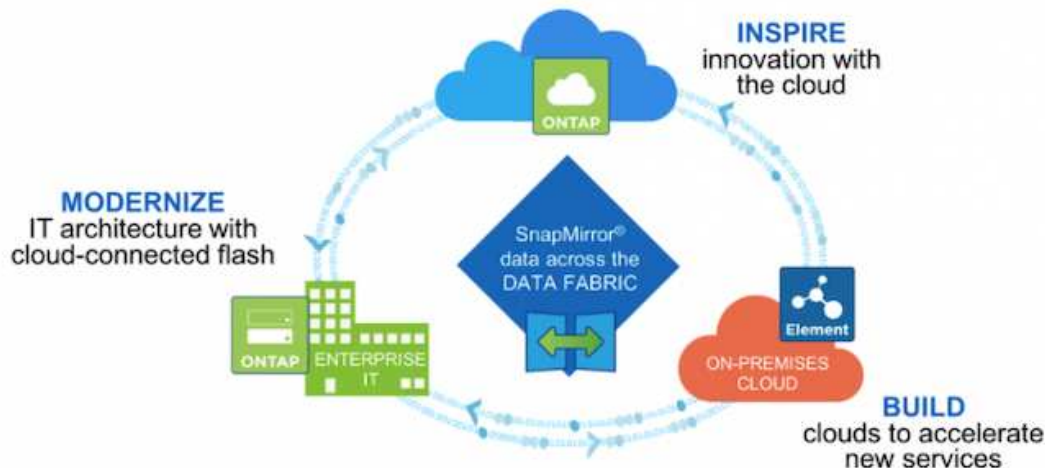 INSPIRE
innovation with
the cloud
ONTAP
MODERNIZE
IT architecture with
cloud-connected flash
SnapMirror®
data across the
DATA FABRIC
ONTAP
ENTERPRISE
IT
Element
ON-PREMISES
CLOUD
BUILD
clouds to accelerate
new services